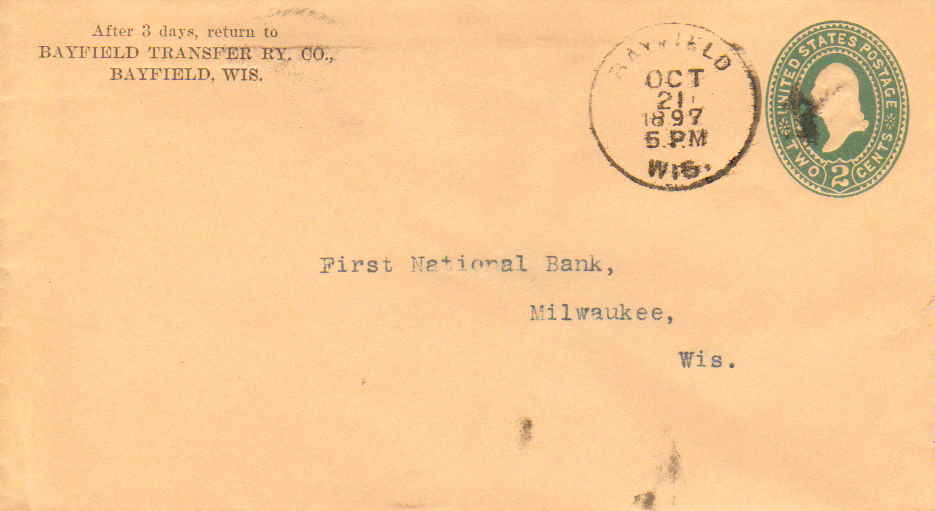 After 3 days, return to
BAYFIELD TRANSFER RY. CO.,
BAYFIELD, WIS.
BAYFIELD
OCT
21
1897
5 PM
WIS.
UNITED STATES POSTAGE
TWO 2 CENTS
First National Bank,
Milwaukee,
Wis.